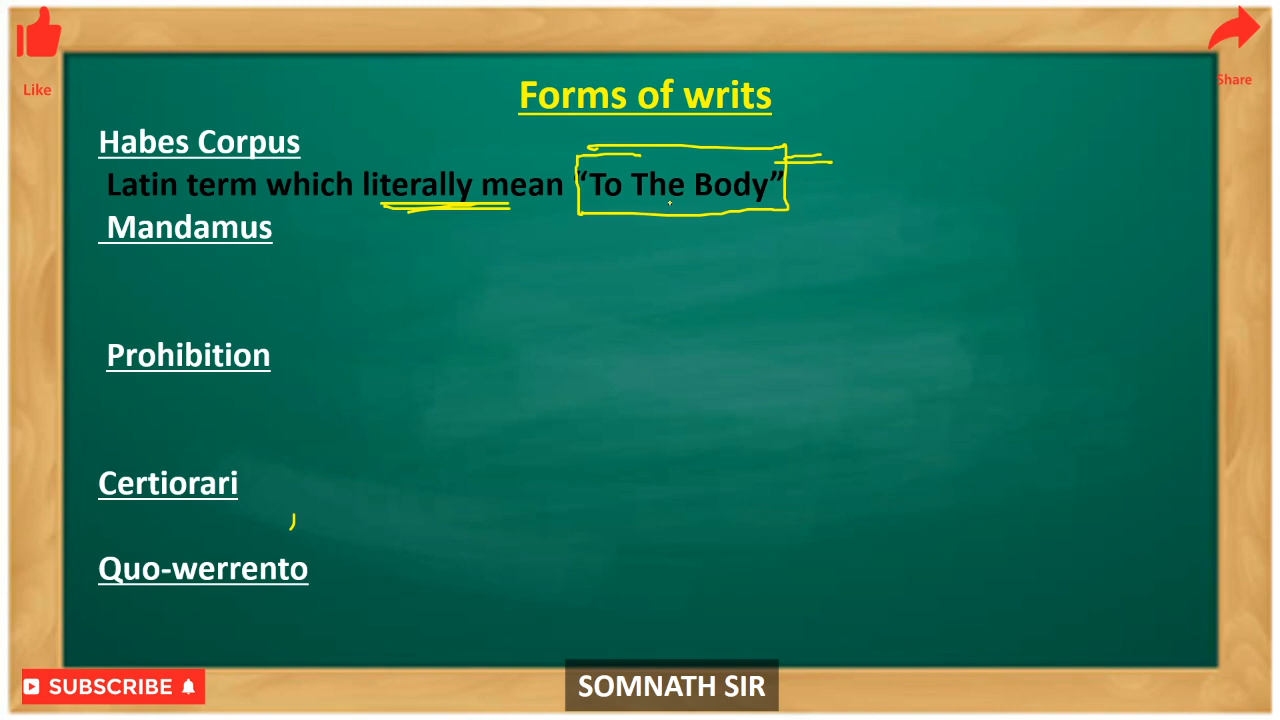 Like
Share
Forms of writs
Habes Corpus
Latin term which literally mean “To The Body”
Mandamus
Prohibition
Certiorari
Quo-werrento
SUBSCRIBE
SOMNATH SIR